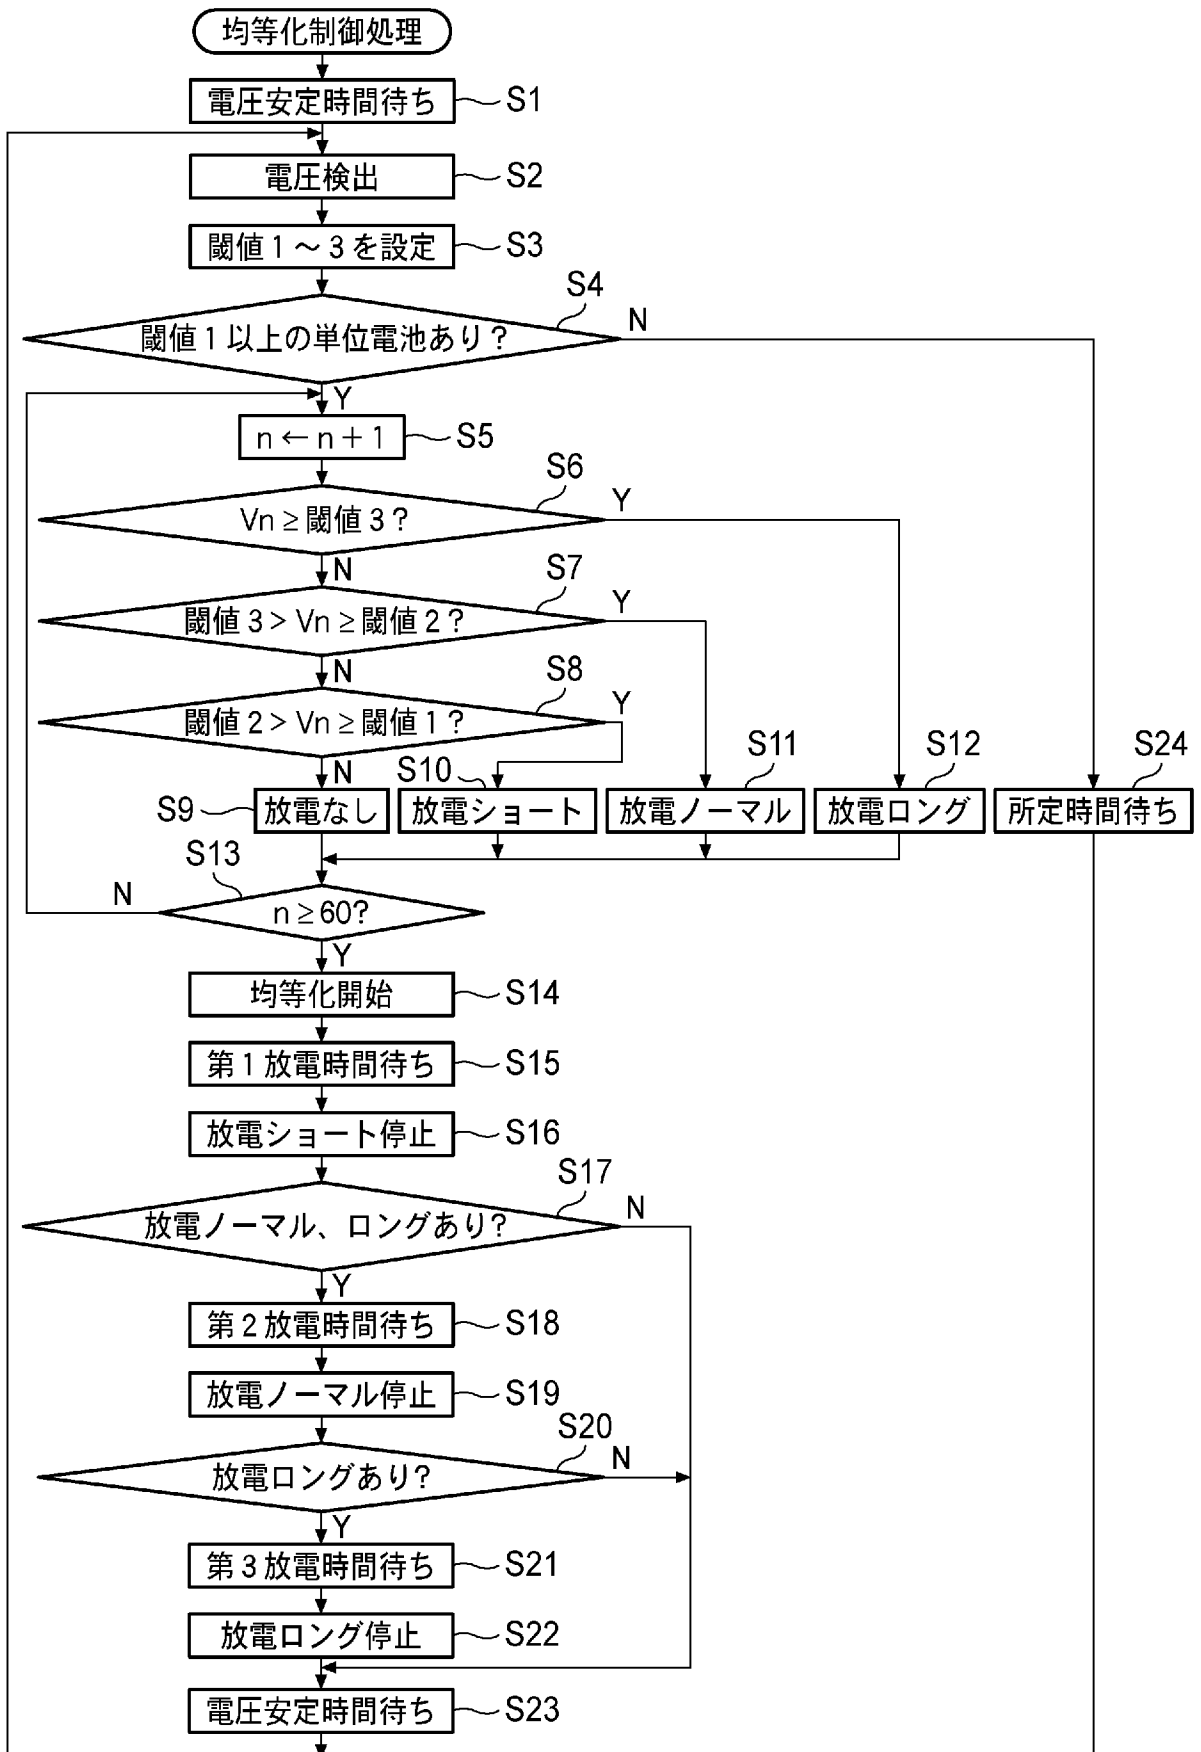 均等化制御処理
電圧安定時間待ち S1
電圧検出 S2
閾値1～3を設定 S3
S4
閾値1以上の単位電池あり? N
Y
n←n+1 S5
S6
Vn≥閾値3? Y
N
S7
閾値3>Vn≥閾値2? Y
N
S8
閾値2>Vn≥閾値1? Y
N
S9 放電なし
S10 放電ショート
S11 放電ノーマル
S12 放電ロング
S24 所定時間待ち
S13
N n≥60?
Y
均等化開始 S14
第1放電時間待ち S15
放電ショート停止 S16
S17
放電ノーマル、ロングあり? N
Y
第2放電時間待ち S18
放電ノーマル停止 S19
S20
放電ロングあり? N
Y
第3放電時間待ち S21
放電ロング停止 S22
電圧安定時間待ち S23